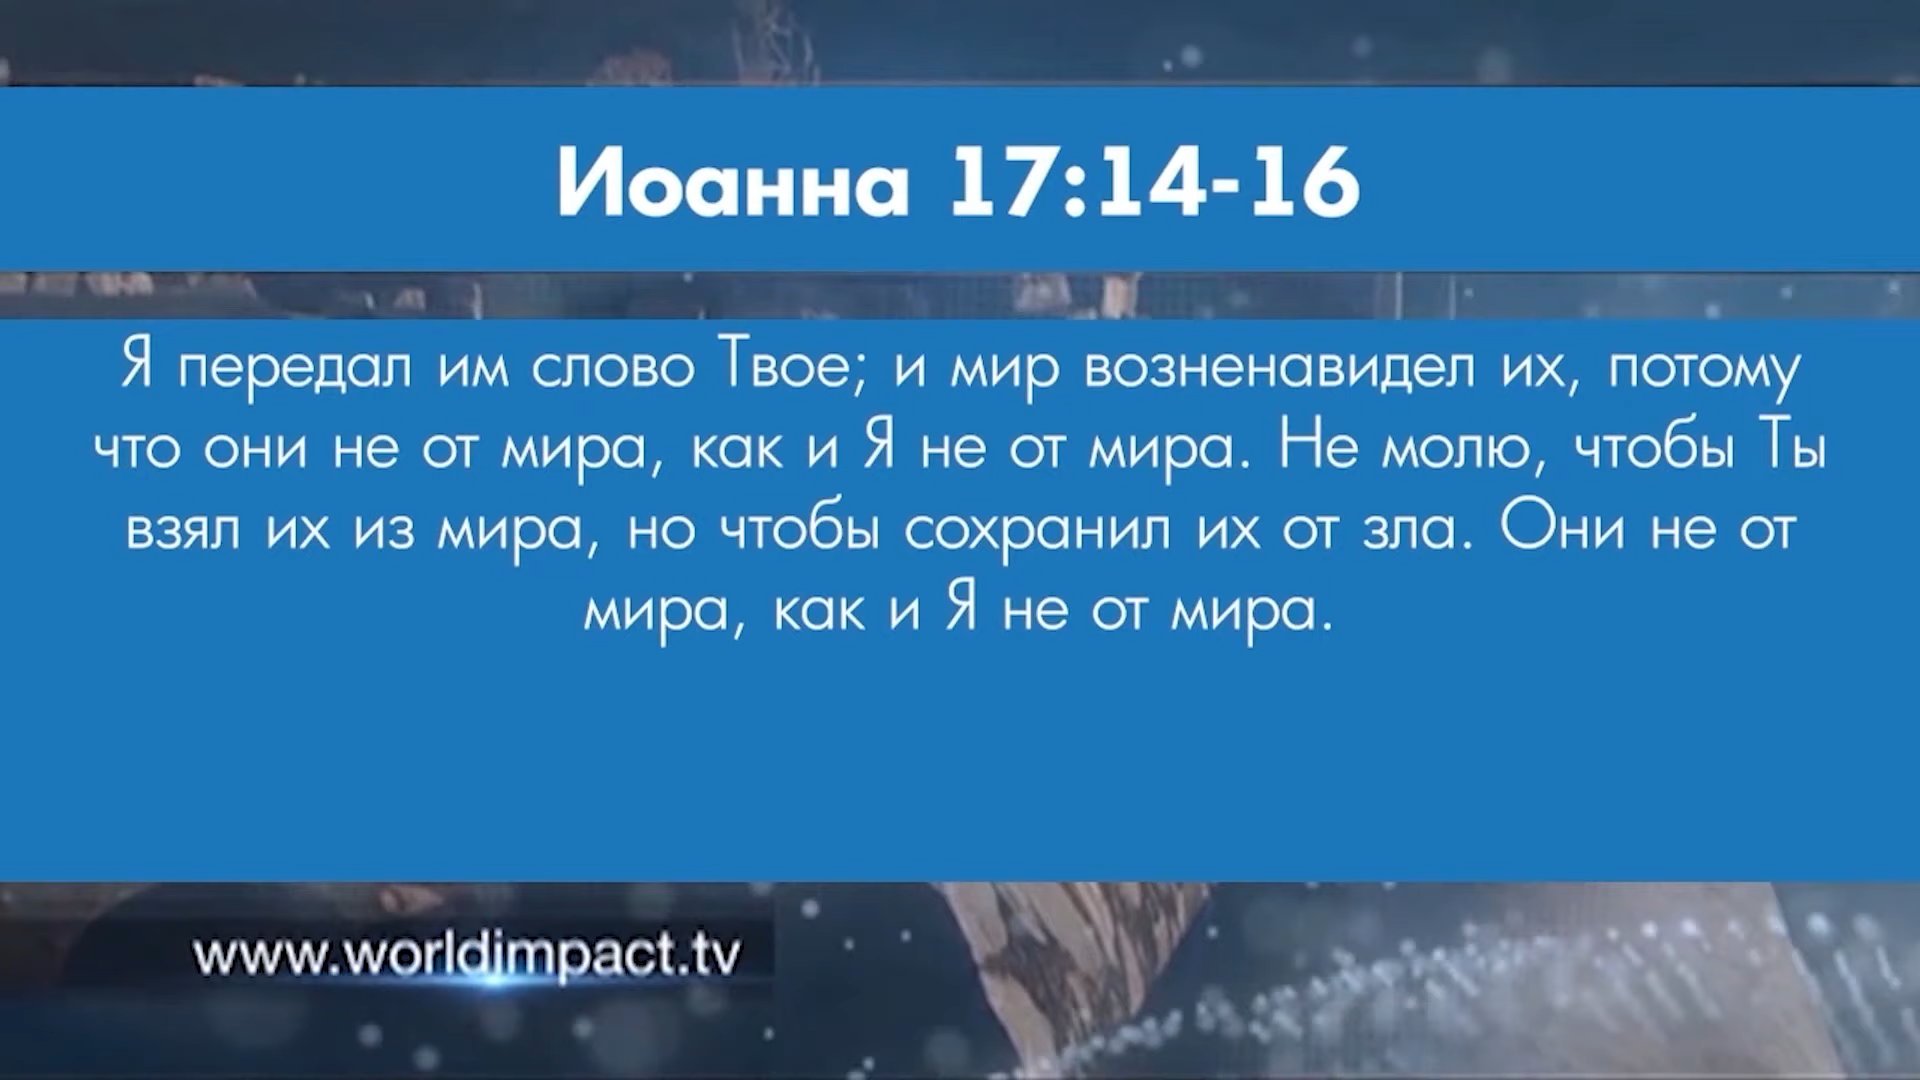 Иоанна 17:14-16
Я передал им слово Твое; и мир возненавидел их, потому
что они не от мира, как и Я не от мира. Не молю, чтобы Ты
взял их из мира, но чтобы сохранил их от зла. Они не от
мира, как и Я не от мира.
www.worldimpact.tv